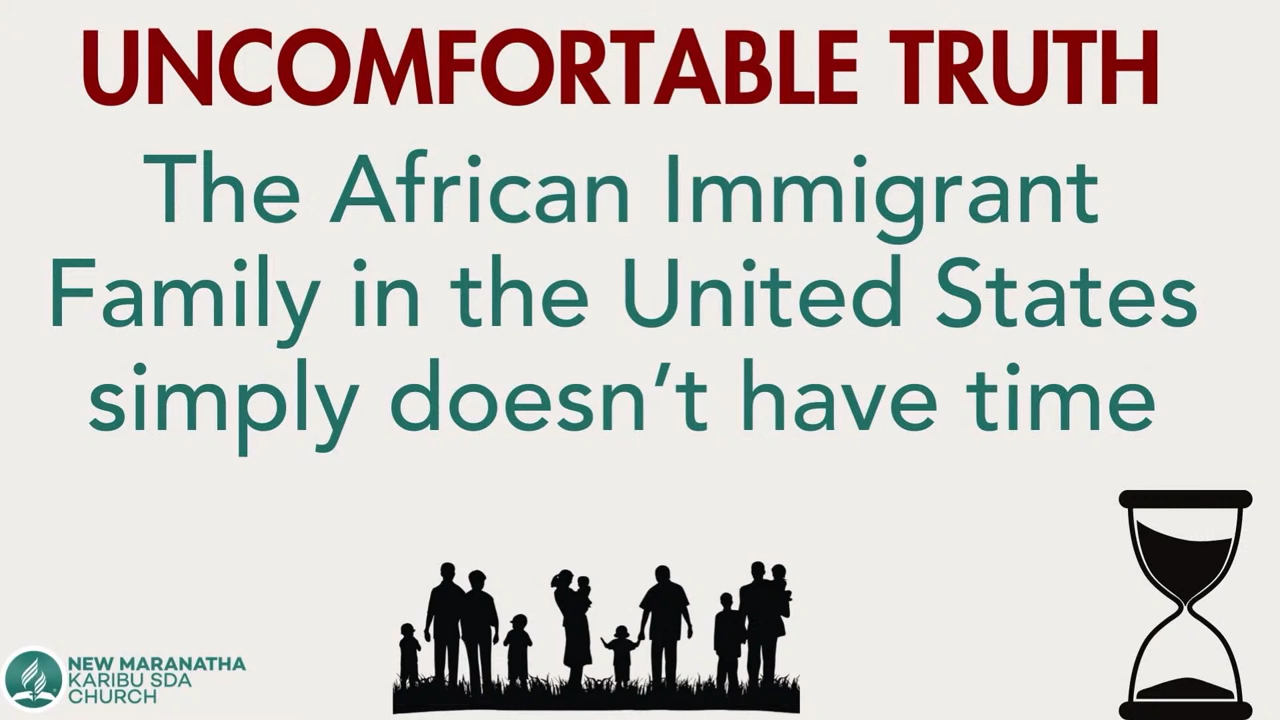 UNCOMFORTABLE TRUTH
The African Immigrant
Family in the United States
simply doesn’t have time
NEW MARANATHA
KARIBU SDA
CHURCH